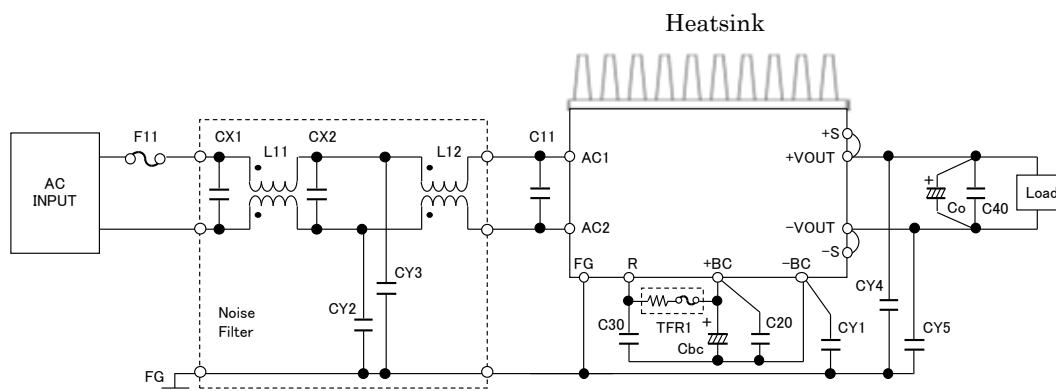 Heatsink
F11
CX1
L11
CX2
L12
C11
AC
INPUT
AC1
AC2
+S
+VOUT
-VOUT
-S
+
Co
C40
Load
FG
R
+BC
-BC
CY3
CY2
Noise
Filter
C30
TFR1
+
Cbc
C20
CY1
CY4
CY5
FG